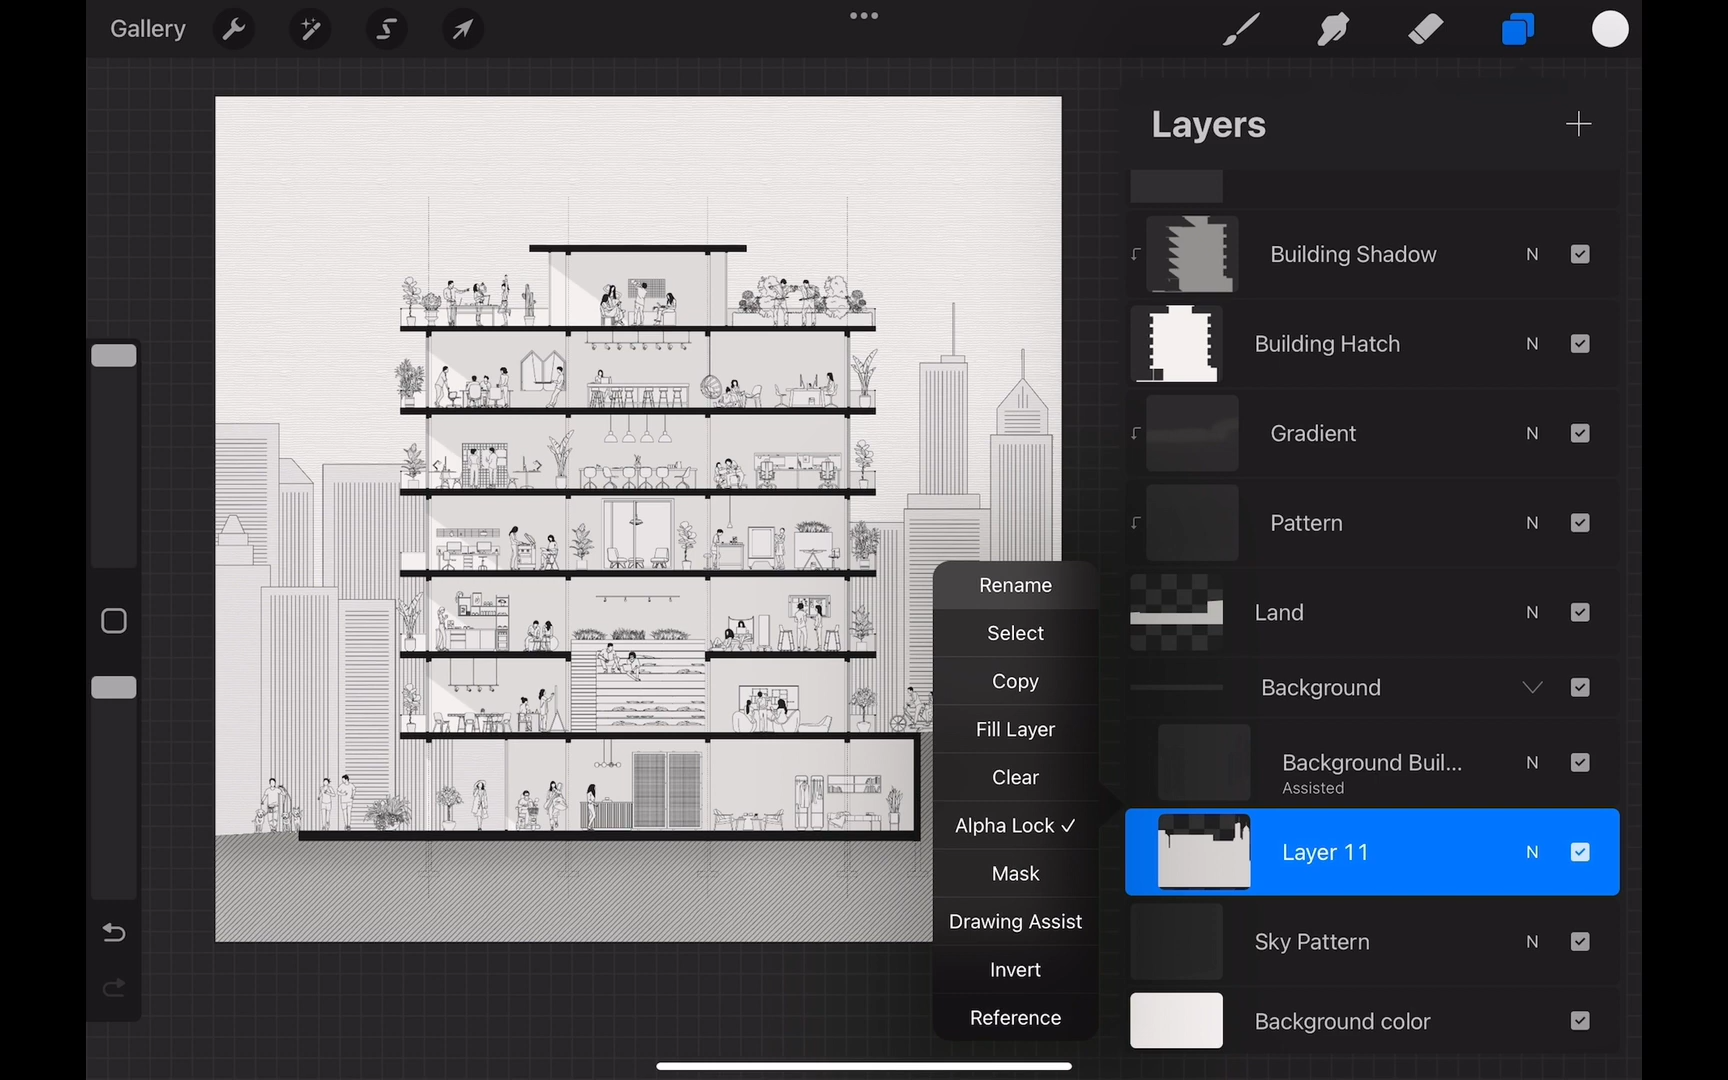 Gallery
Layers
Building Shadow N
Building Hatch N
Gradient N
Pattern N
Land N
Background
Background Buil... N
Assisted
Layer 11 N
Sky Pattern N
Background color
Rename
Select
Copy
Fill Layer
Clear
Alpha Lock ✓
Mask
Drawing Assist
Invert
Reference